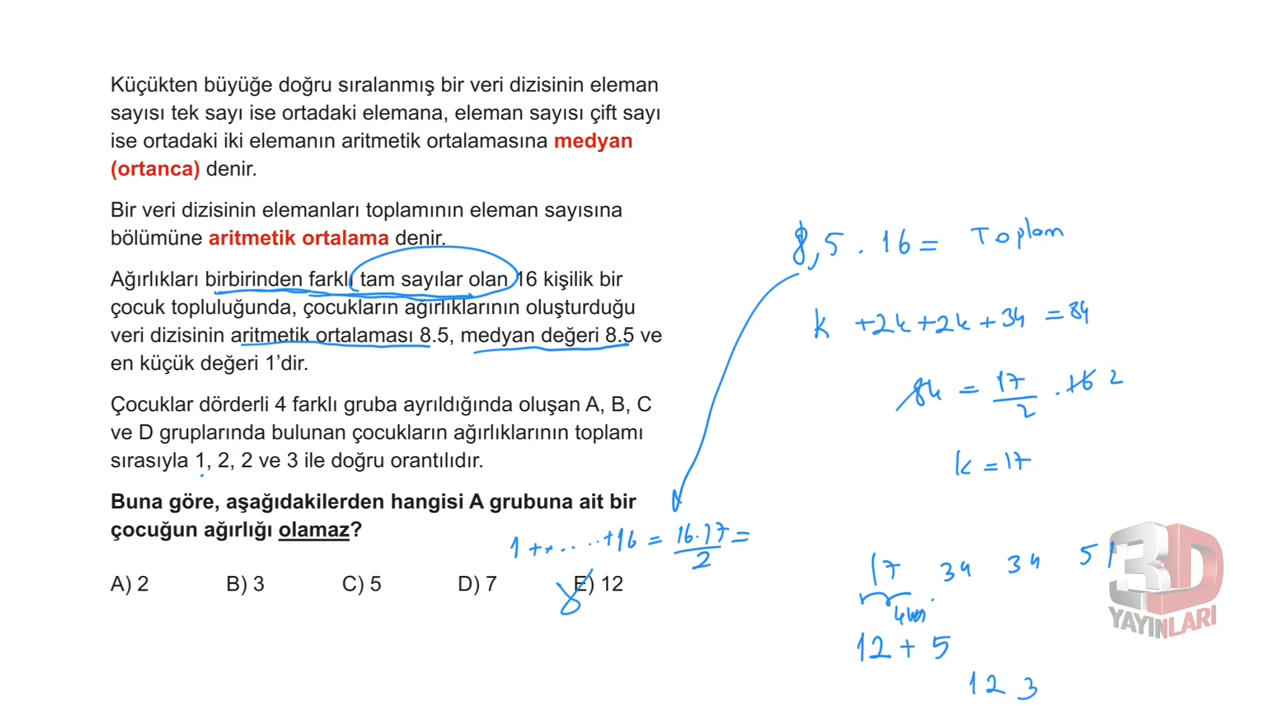 Küçükten büyüğe doğru sıralanmış bir veri dizisinin eleman
sayısı tek sayı ise ortadaki elemana, eleman sayısı çift sayı
ise ortadaki iki elemanın aritmetik ortalamasına medyan
(ortanca) denir.
Bir veri dizisinin elemanları toplamının eleman sayısına
bölümüne aritmetik ortalama denir.
Ağırlıkları birbirinden farklı tam sayılar olan 16 kişilik bir
çocuk topluluğunda, çocukların ağırlıklarının oluşturduğu
veri dizisinin aritmetik ortalaması 8.5, medyan değeri 8.5 ve
en küçük değeri 1'dir.
Çocuklar dörderli 4 farklı gruba ayrıldığında oluşan A, B, C
ve D gruplarında bulunan çocukların ağırlıklarının toplamı
sırasıyla 1, 2, 2 ve 3 ile doğru orantılıdır.
Buna göre, aşağıdakilerden hangisi A grubuna ait bir
çocuğun ağırlığı olamaz?
A) 2 B) 3 C) 5 D) 7 E) 12
8,5 . 16 = Toplam
k +2k+2k+3k = 8k
8k = 17/2 . 16 2
k = 17
1 + ..... +16 = 16.17/2 =
17 34 34 51
12 + 5
1 2 3
3D
YAYINLARI